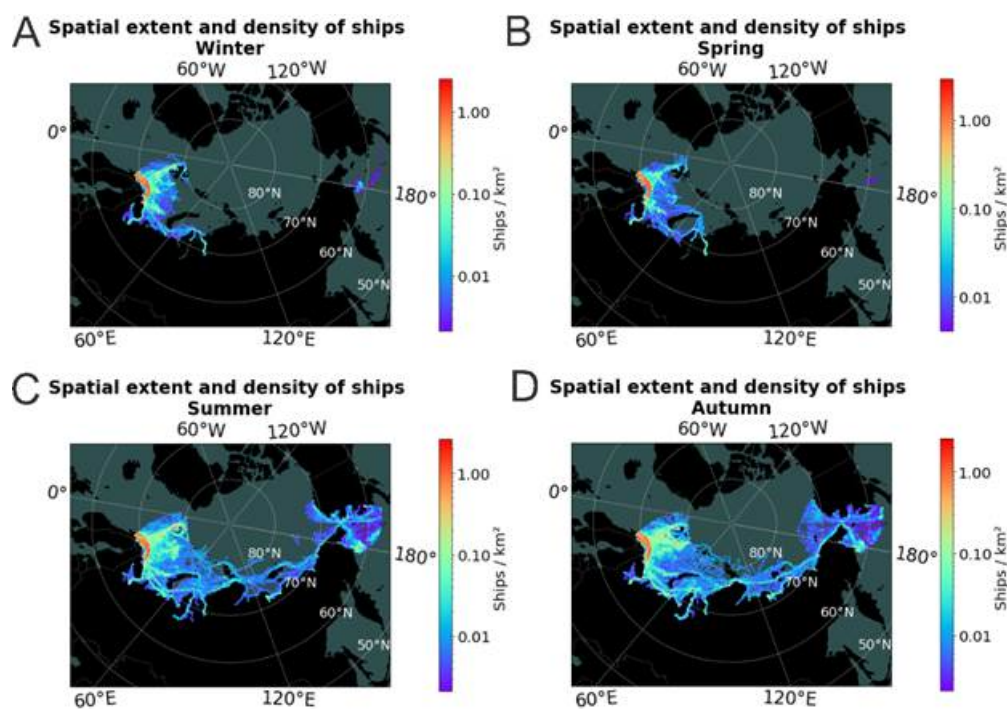 A
Spatial extent and density of ships
Winter
60°W
120°W
0°
180°
80°N
70°N
60°N
50°N
60°E
120°E
1.00
0.10
0.01
Ships / km²
B
Spatial extent and density of ships
Spring
60°W
120°W
0°
180°
80°N
70°N
60°N
50°N
60°E
120°E
1.00
0.10
0.01
Ships / km²
C
Spatial extent and density of ships
Summer
60°W
120°W
0°
180°
80°N
70°N
60°N
50°N
60°E
120°E
1.00
0.10
0.01
Ships / km²
D
Spatial extent and density of ships
Autumn
60°W
120°W
0°
180°
80°N
70°N
60°N
50°N
60°E
120°E
1.00
0.10
0.01
Ships / km²